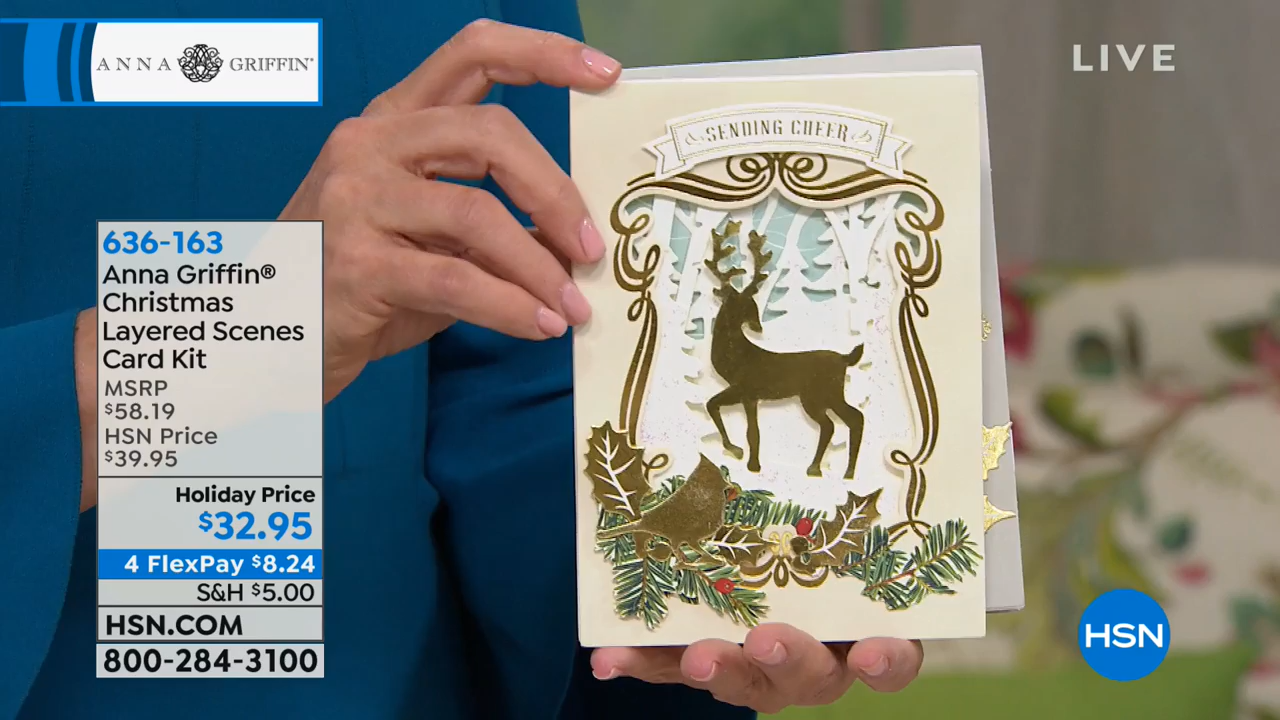 ANNA GRIFFIN®
LIVE
SENDING CHEER
636-163
Anna Griffin®
Christmas
Layered Scenes
Card Kit
MSRP
$58.19
HSN Price
$39.95
Holiday Price
$32.95
4 FlexPay $8.24
S&H $5.00
HSN.COM
800-284-3100
HSN